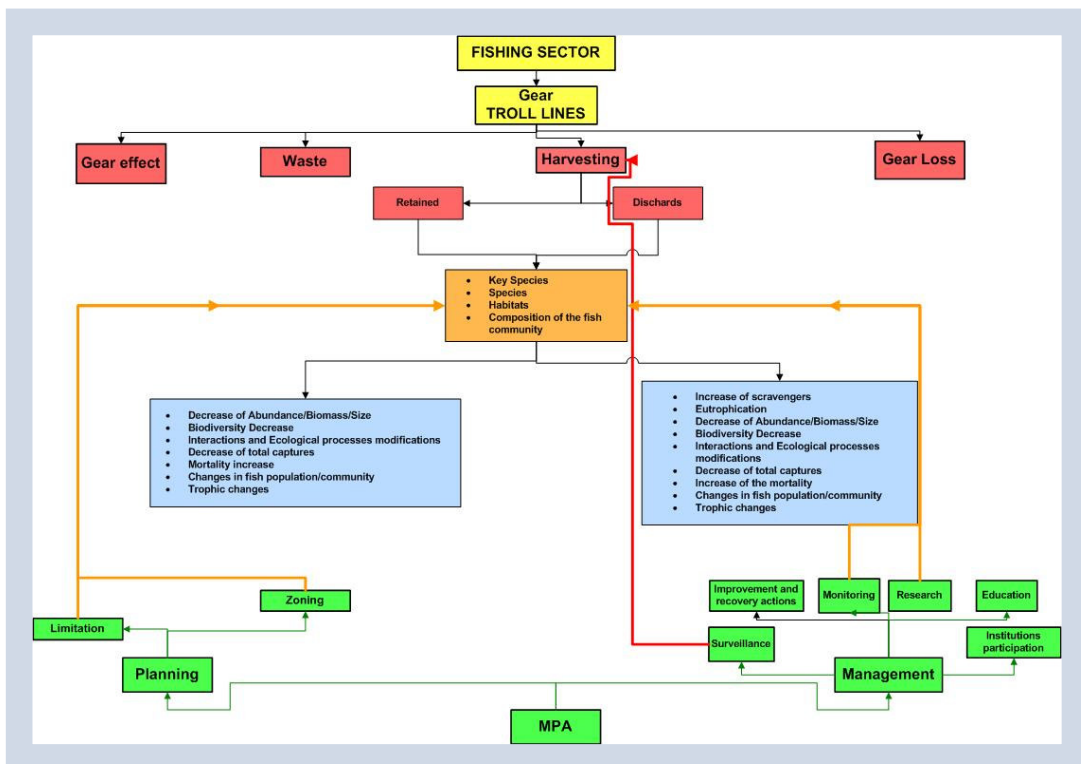 FISHING SECTOR
Gear
TROLL LINES
Gear effect
Waste
Harvesting
Gear Loss
Retained
Dischards
• Key Species
• Species
• Habitats
• Composition of the fish
community
• Decrease of Abundance/Biomass/Size
• Biodiversity Decrease
• Interactions and Ecological processes modifications
• Decrease of total captures
• Mortality increase
• Changes in fish population/community
• Trophic changes
• Increase of scravengers
• Eutrophication
• Decrease of Abundance/Biomass/Size
• Biodiversity Decrease
• Interactions and Ecological processes
modifications
• Decrease of total captures
• Increase of the mortality
• Changes in fish population/community
• Trophic changes
Zoning
Limitation
Planning
Improvement and
recovery actions
Monitoring
Research
Education
Surveillance
Institutions
participation
Management
MPA